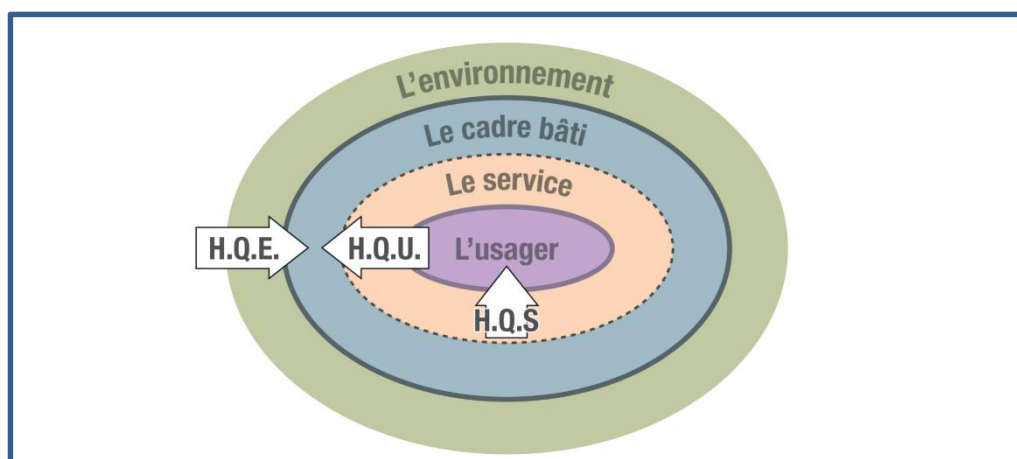 L'environnement
Le cadre bâti
Le service
H.Q.E.
H.Q.U.
L'usager
H.Q.S